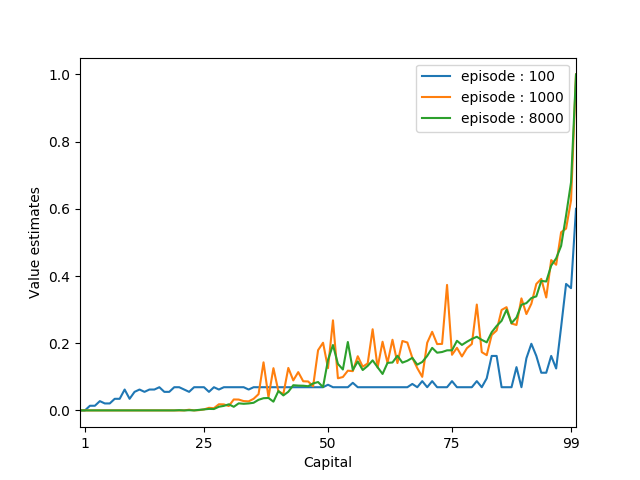 episode : 100
episode : 1000
episode : 8000
1.0
0.8
0.6
0.4
0.2
0.0
Value estimates
1 25 50 75 99
Capital